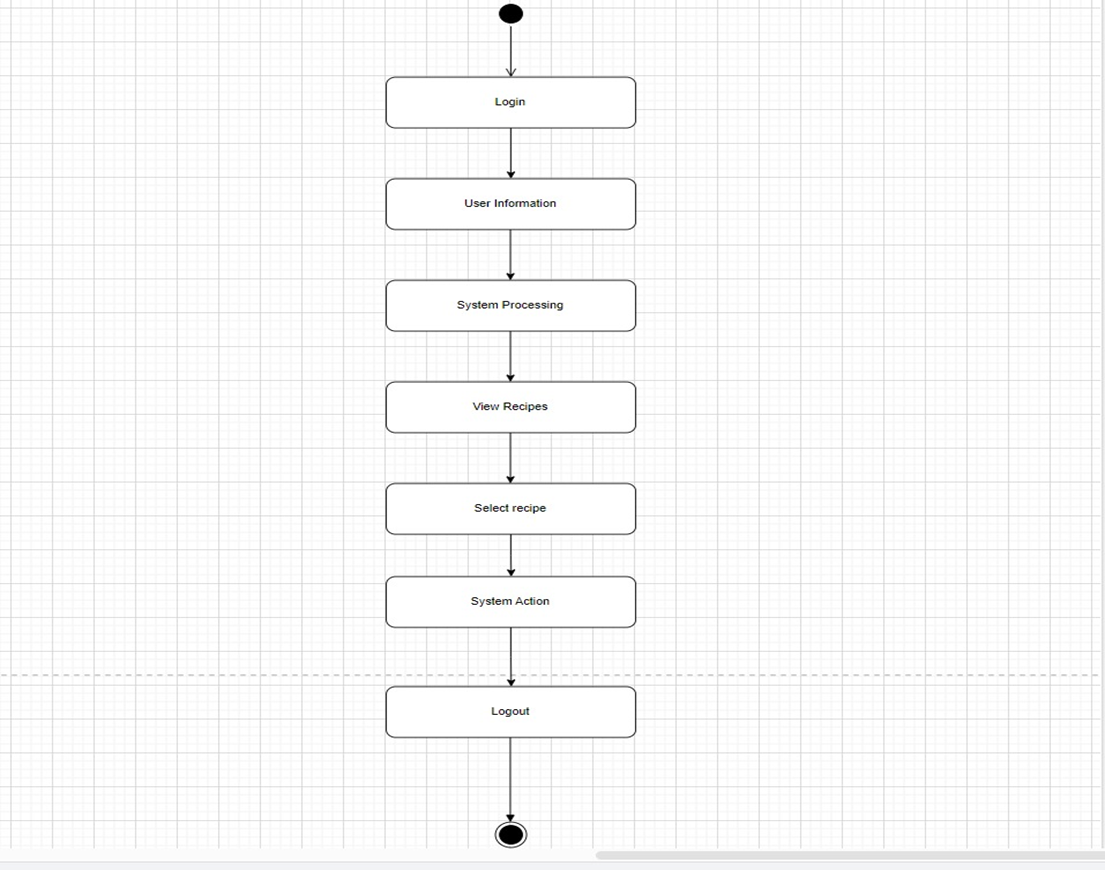 Login
User Information
System Processing
View Recipes
Select recipe
System Action
Logout